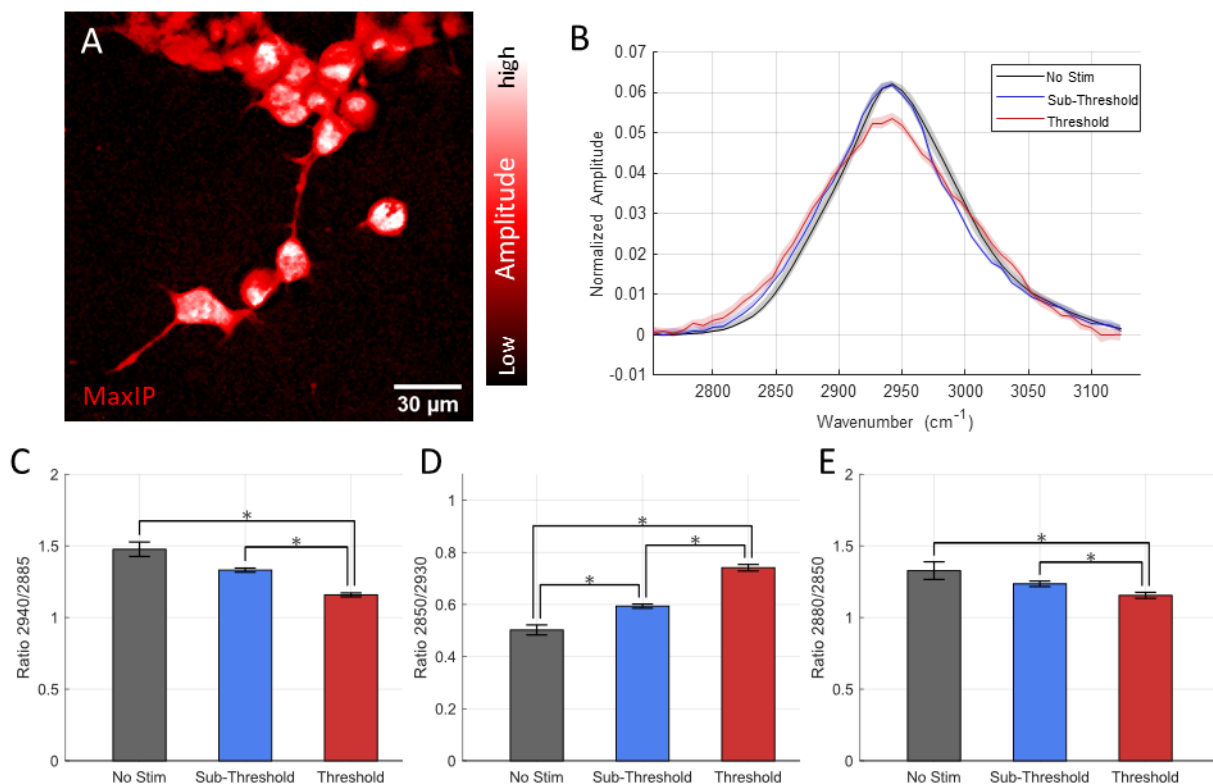 A
MaxIP
30 μm
high
Amplitude
Low
B
0.07
0.06
0.05
0.04
0.03
0.02
0.01
0
-0.01
Normalized Amplitude
No Stim
Sub-Threshold
Threshold
2800
2850
2900
2950
3000
3050
3100
Wavenumber (cm⁻¹)
C
2
1.5
1
0.5
0
Ratio 2940/2885
*
*
No Stim
Sub-Threshold
Threshold
D
1
0.8
0.6
0.4
0.2
0
Ratio 2850/2930
*
*
*
No Stim
Sub-Threshold
Threshold
E
2
1.5
1
0.5
0
Ratio 2880/2850
*
*
No Stim
Sub-Threshold
Threshold